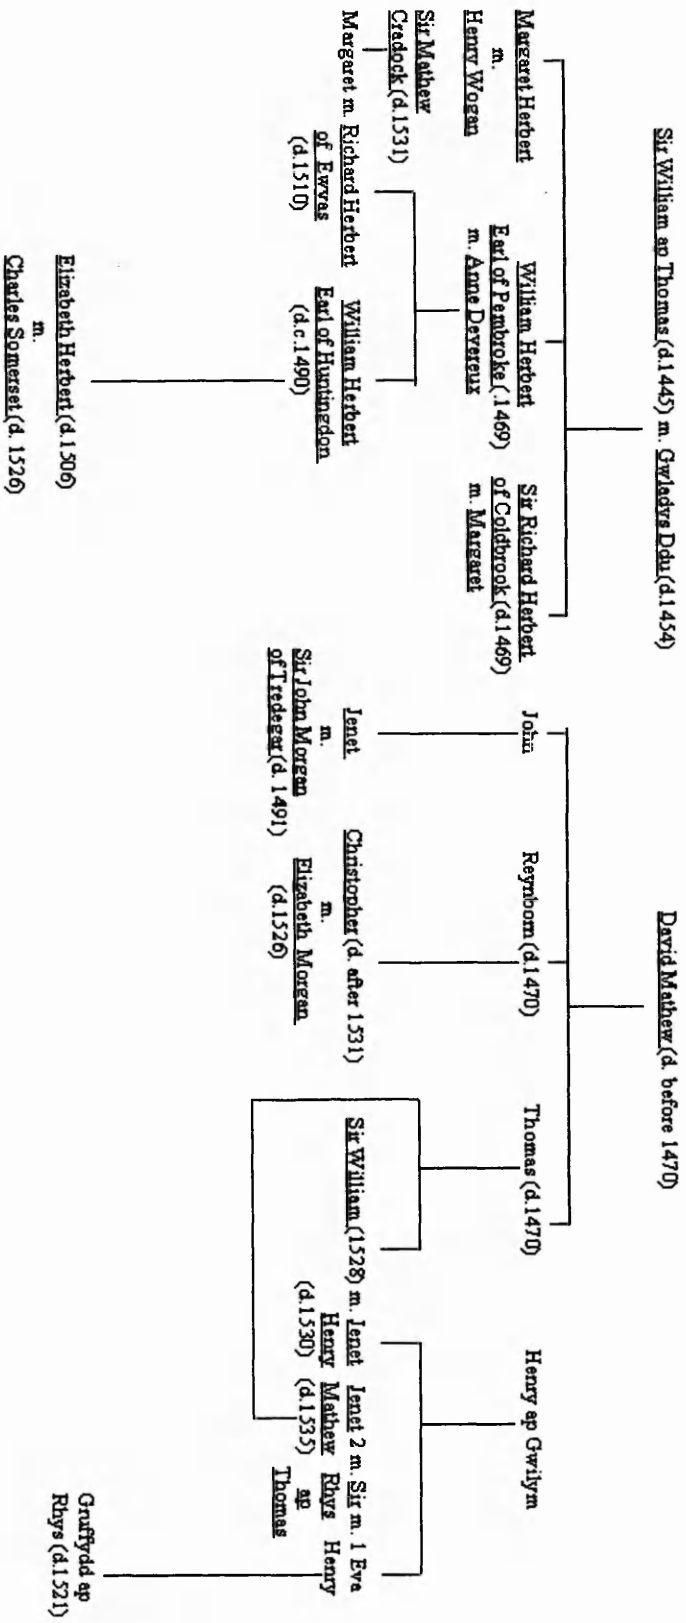 Sir William ap Thomas (d.1445) m. Gwladys Ddu (d.1454)
David Mathew (d. before 1470)
Margaret Herbert
m.
Henry Wogan
William Herbert
Earl of Pembroke (.1469)
m. Anne Devereux
Sir Richard Herbert
of Coldbrook (d.1469)
m. Margaret
John
Reynborn (d.1470)
Thomas (d.1470)
Henry ap Gwilym
Sir Mathew
Cradock (d.1531)
Margaret m. Richard Herbert
of Ewyas
(d.1510)
William Herbert
Earl of Huntingdon
(d.c.1490)
Jenet
m.
Sir John Morgan
of Tredegar (d. 1491)
Christopher (d. after 1531)
m.
Elizabeth Morgan
(d.1526)
Sir William (1528) m. Jenet
Henry
(d.1530)
Jenet 2 m. Sir m. 1 Eva
Mathew Rhys Henry
(d.1535) ap
Thomas
Elizabeth Herbert (d.1506)
m.
Charles Somerset (d. 1526)
Gruffydd ap
Rhys (d.1521)